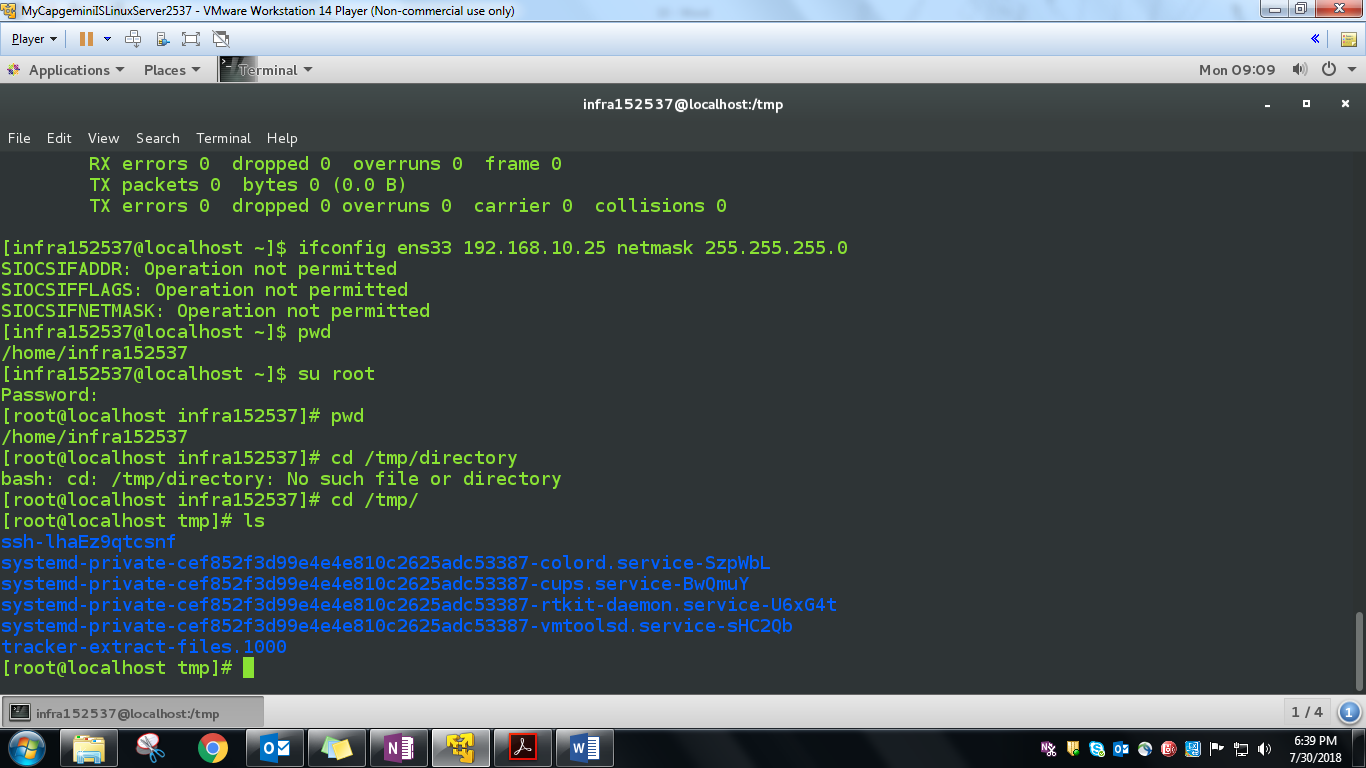 MyCapgeminiISLinuxServer2537 - VMware Workstation 14 Player (Non-commercial use only)
Player
Applications Places Terminal Mon 09:09
infra152537@localhost:/tmp
File Edit View Search Terminal Help
RX errors 0  dropped 0  overruns 0  frame 0
TX packets 0  bytes 0 (0.0 B)
TX errors 0  dropped 0 overruns 0  carrier 0  collisions 0
[infra152537@localhost ~]$ ifconfig ens33 192.168.10.25 netmask 255.255.255.0
SIOCSIFADDR: Operation not permitted
SIOCSIFFLAGS: Operation not permitted
SIOCSIFNETMASK: Operation not permitted
[infra152537@localhost ~]$ pwd
/home/infra152537
[infra152537@localhost ~]$ su root
Password:
[root@localhost infra152537]# pwd
/home/infra152537
[root@localhost infra152537]# cd /tmp/directory
bash: cd: /tmp/directory: No such file or directory
[root@localhost infra152537]# cd /tmp/
[root@localhost tmp]# ls
ssh-lhaEz9qtcsnf
systemd-private-cef852f3d99e4e4e810c2625adc53387-colord.service-SzpWbL
systemd-private-cef852f3d99e4e4e810c2625adc53387-cups.service-BwQmuY
systemd-private-cef852f3d99e4e4e810c2625adc53387-rtkit-daemon.service-U6xG4t
systemd-private-cef852f3d99e4e4e810c2625adc53387-vmtoolsd.service-sHC2Qb
tracker-extract-files.1000
[root@localhost tmp]#
infra152537@localhost:/tmp 1 / 4 1
6:39 PM
7/30/2018